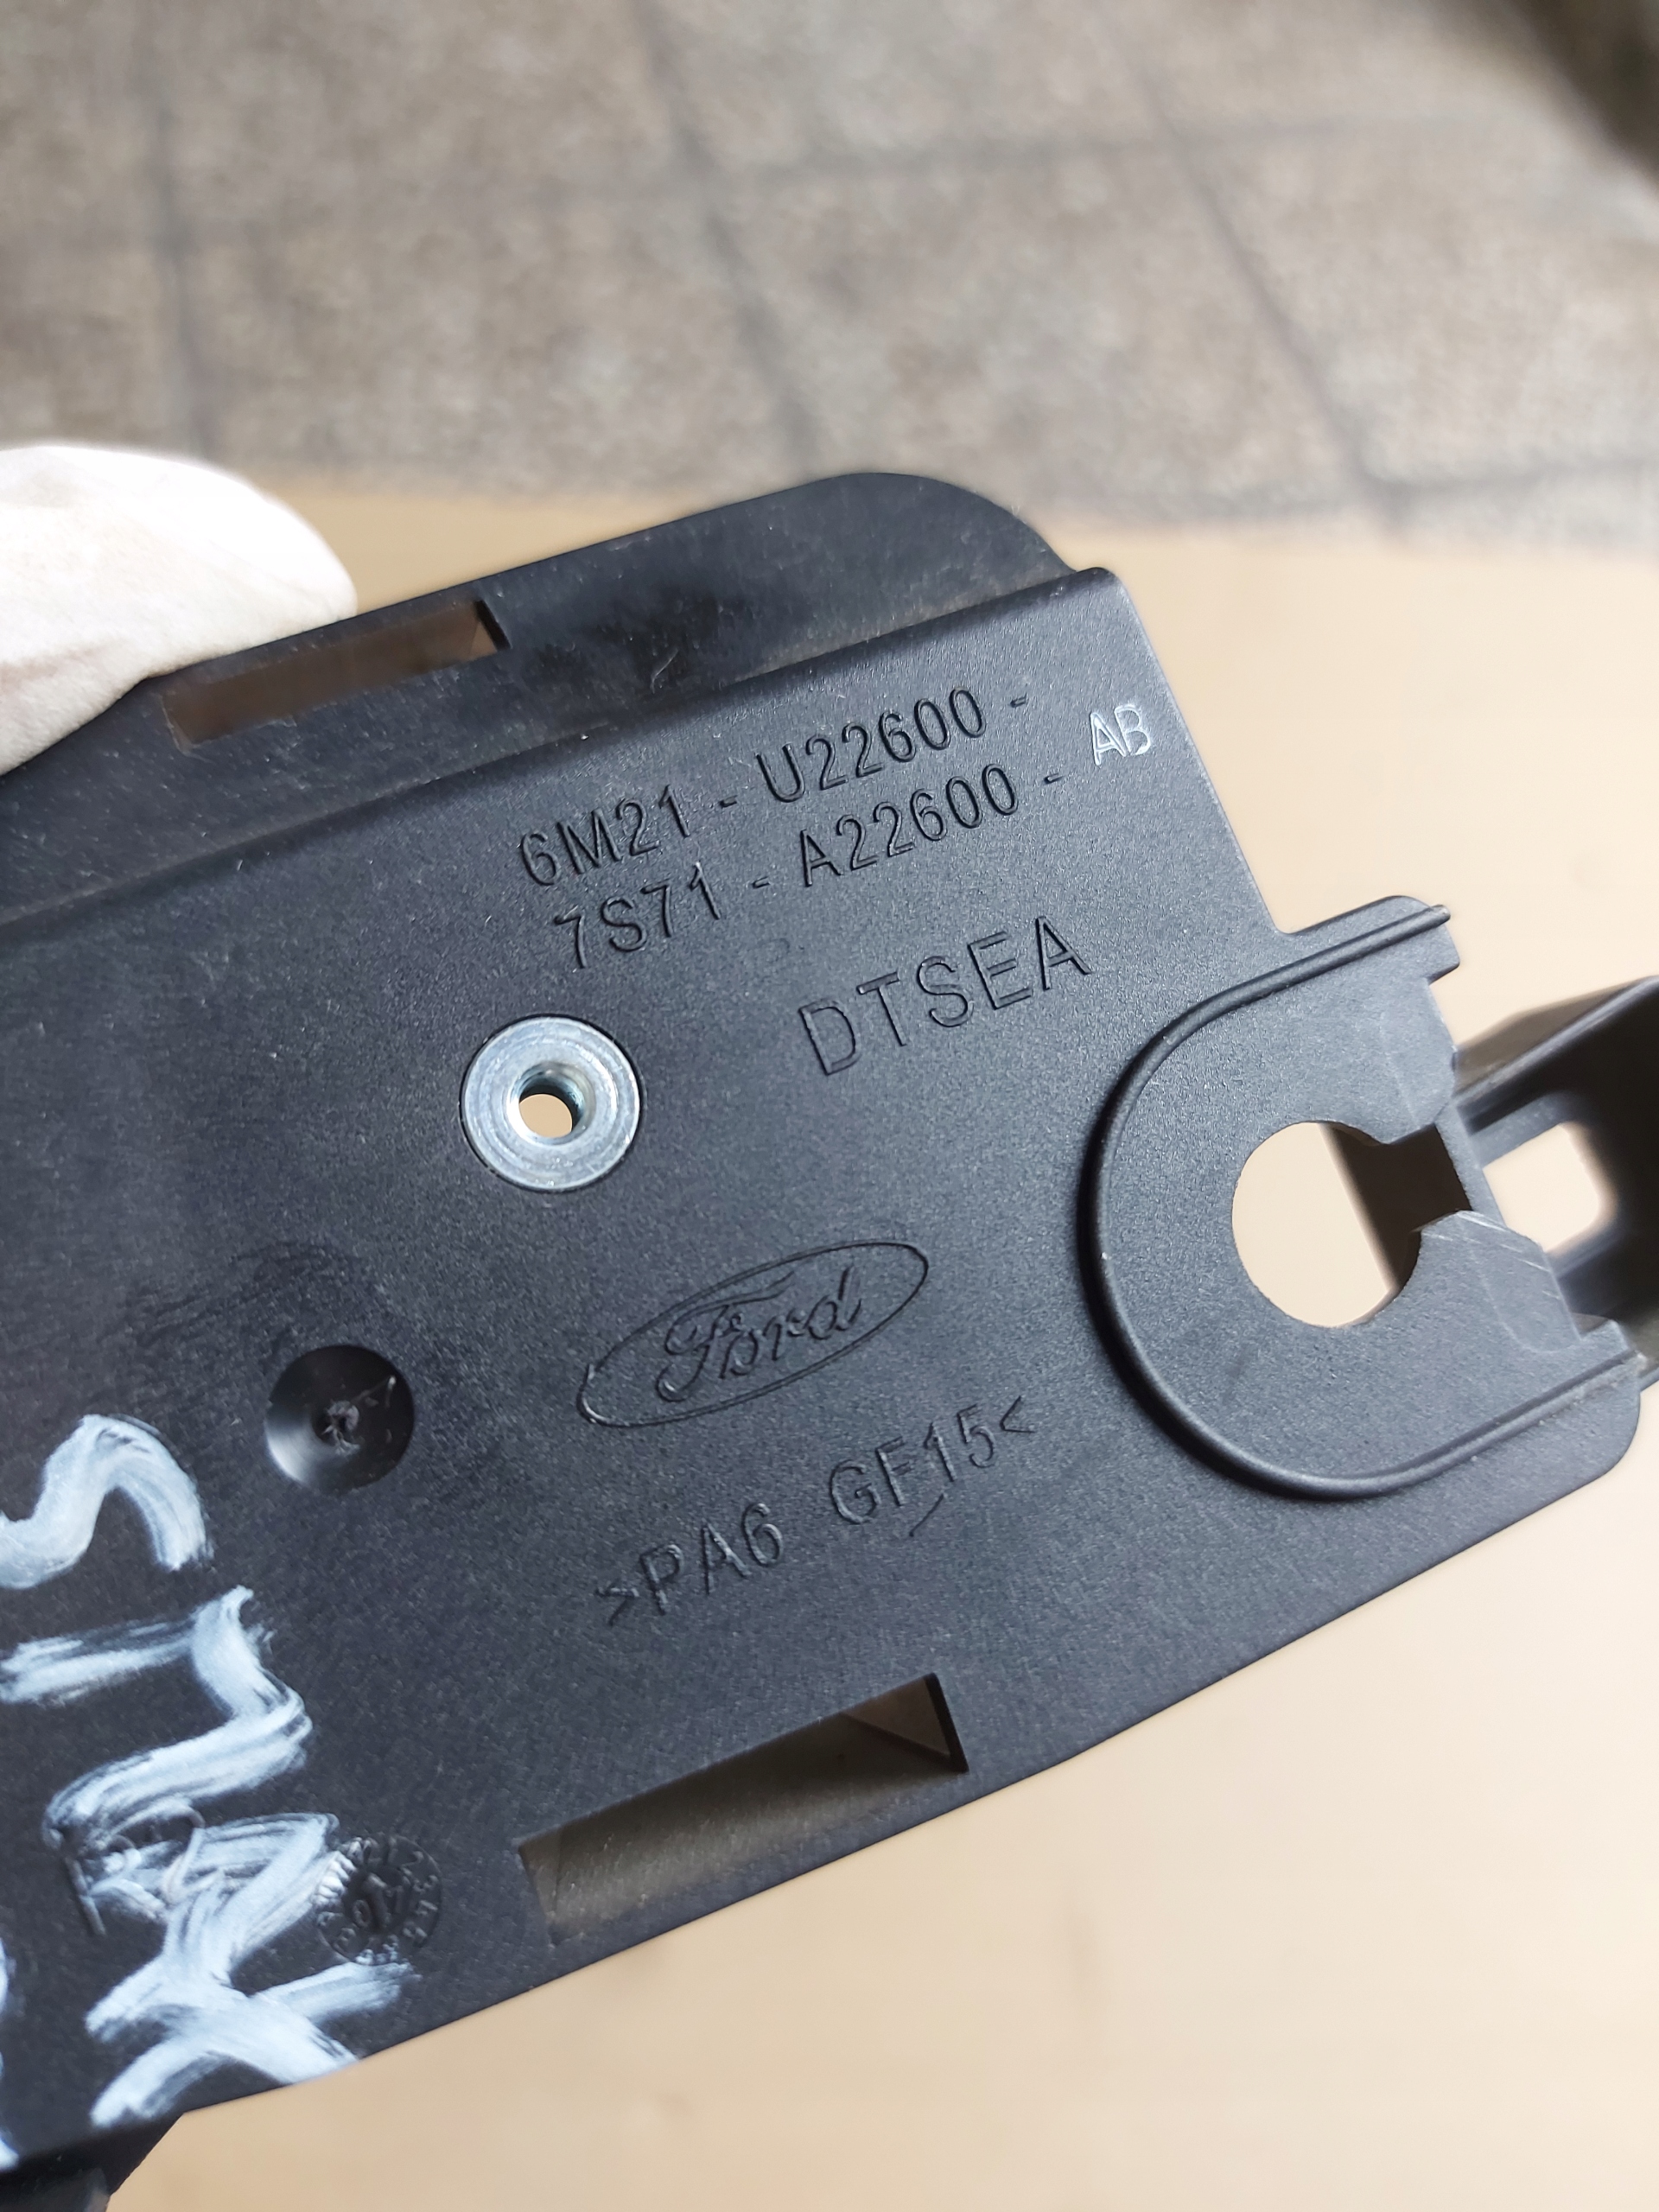 6M21 - U22600 -
7S71 - A22600 - AB
DTSEA
Ford
>PA6 GF15<